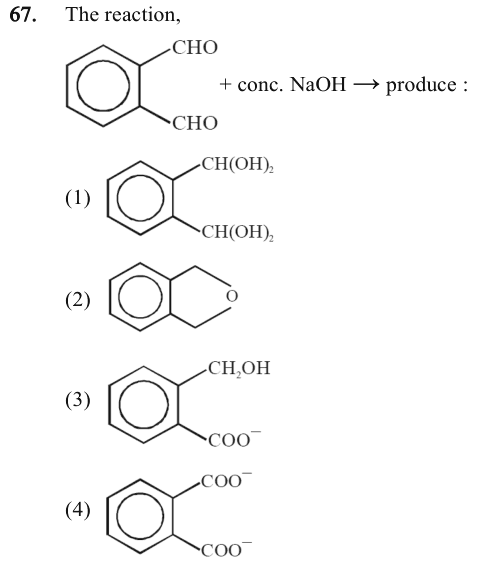 67. The reaction,
CHO
+ conc. NaOH ⟶ produce :
CHO
(1)
CH(OH)₂
CH(OH)₂
(2)
O
(3)
CH₂OH
COO⁻
(4)
COO⁻
COO⁻